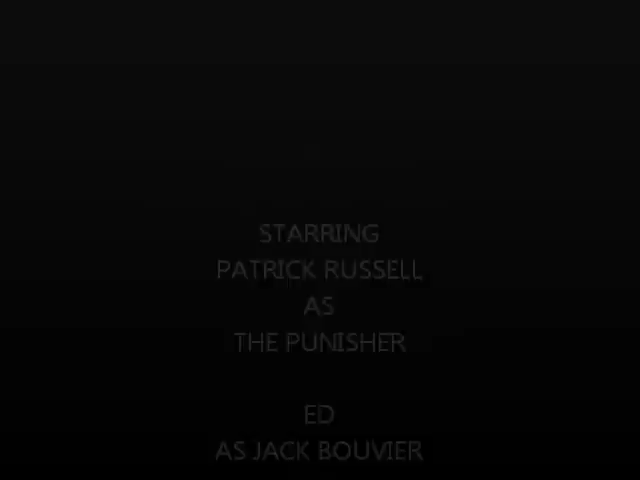 STARRING
PATRICK RUSSELL
AS
THE PUNISHER
ED
AS JACK BOUVIER